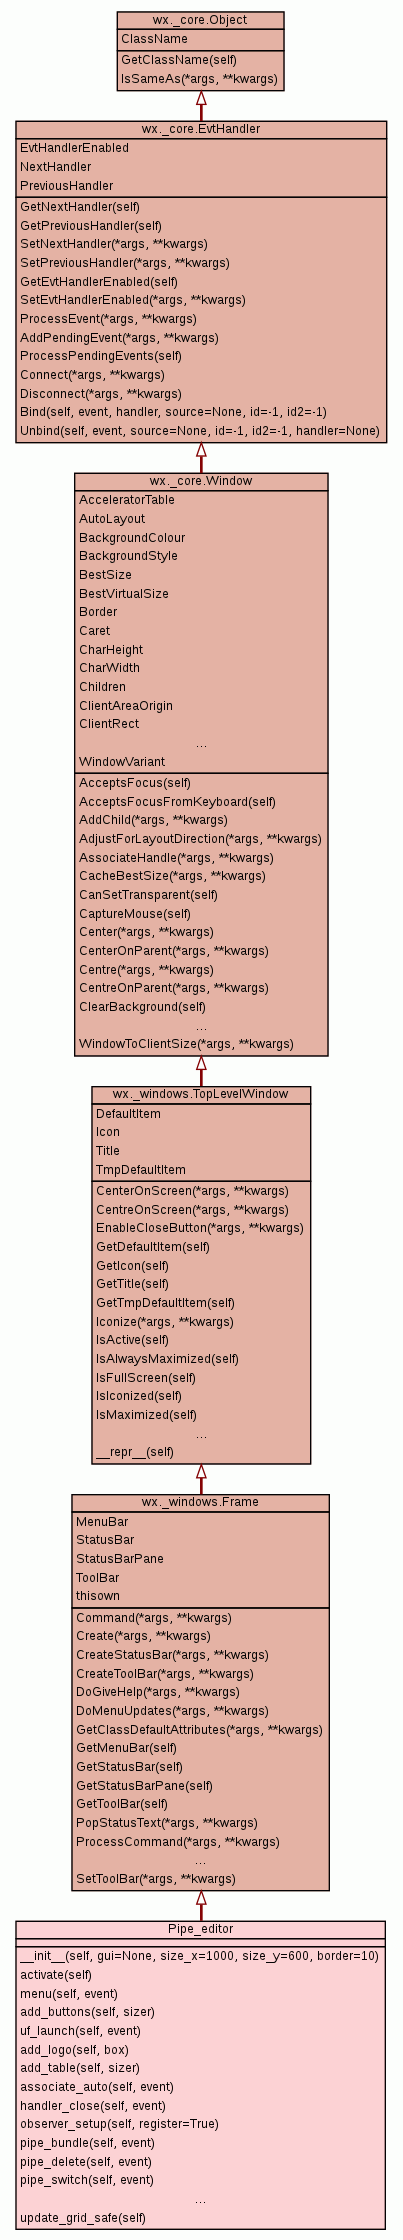 wx._core.Object
ClassName
GetClassName(self)
IsSameAs(*args, **kwargs)
wx._core.EvtHandler
EvtHandlerEnabled
NextHandler
PreviousHandler
GetNextHandler(self)
GetPreviousHandler(self)
SetNextHandler(*args, **kwargs)
SetPreviousHandler(*args, **kwargs)
GetEvtHandlerEnabled(self)
SetEvtHandlerEnabled(*args, **kwargs)
ProcessEvent(*args, **kwargs)
AddPendingEvent(*args, **kwargs)
ProcessPendingEvents(self)
Connect(*args, **kwargs)
Disconnect(*args, **kwargs)
Bind(self, event, handler, source=None, id=-1, id2=-1)
Unbind(self, event, source=None, id=-1, id2=-1, handler=None)
wx._core.Window
AcceleratorTable
AutoLayout
BackgroundColour
BackgroundStyle
BestSize
BestVirtualSize
Border
Caret
CharHeight
CharWidth
Children
ClientAreaOrigin
ClientRect
...
WindowVariant
AcceptsFocus(self)
AcceptsFocusFromKeyboard(self)
AddChild(*args, **kwargs)
AdjustForLayoutDirection(*args, **kwargs)
AssociateHandle(*args, **kwargs)
CacheBestSize(*args, **kwargs)
CanSetTransparent(self)
CaptureMouse(self)
Center(*args, **kwargs)
CenterOnParent(*args, **kwargs)
Centre(*args, **kwargs)
CentreOnParent(*args, **kwargs)
ClearBackground(self)
...
WindowToClientSize(*args, **kwargs)
wx._windows.TopLevelWindow
DefaultItem
Icon
Title
TmpDefaultItem
CenterOnScreen(*args, **kwargs)
CentreOnScreen(*args, **kwargs)
EnableCloseButton(*args, **kwargs)
GetDefaultItem(self)
GetIcon(self)
GetTitle(self)
GetTmpDefaultItem(self)
Iconize(*args, **kwargs)
IsActive(self)
IsAlwaysMaximized(self)
IsFullScreen(self)
IsIconized(self)
IsMaximized(self)
...
__repr__(self)
wx._windows.Frame
MenuBar
StatusBar
StatusBarPane
ToolBar
thisown
Command(*args, **kwargs)
Create(*args, **kwargs)
CreateStatusBar(*args, **kwargs)
CreateToolBar(*args, **kwargs)
DoGiveHelp(*args, **kwargs)
DoMenuUpdates(*args, **kwargs)
GetClassDefaultAttributes(*args, **kwargs)
GetMenuBar(self)
GetStatusBar(self)
GetStatusBarPane(self)
GetToolBar(self)
PopStatusText(*args, **kwargs)
ProcessCommand(*args, **kwargs)
...
SetToolBar(*args, **kwargs)
Pipe_editor
__init__(self, gui=None, size_x=1000, size_y=600, border=10)
activate(self)
menu(self, event)
add_buttons(self, sizer)
uf_launch(self, event)
add_logo(self, box)
add_table(self, sizer)
associate_auto(self, event)
handler_close(self, event)
observer_setup(self, register=True)
pipe_bundle(self, event)
pipe_delete(self, event)
pipe_switch(self, event)
...
update_grid_safe(self)